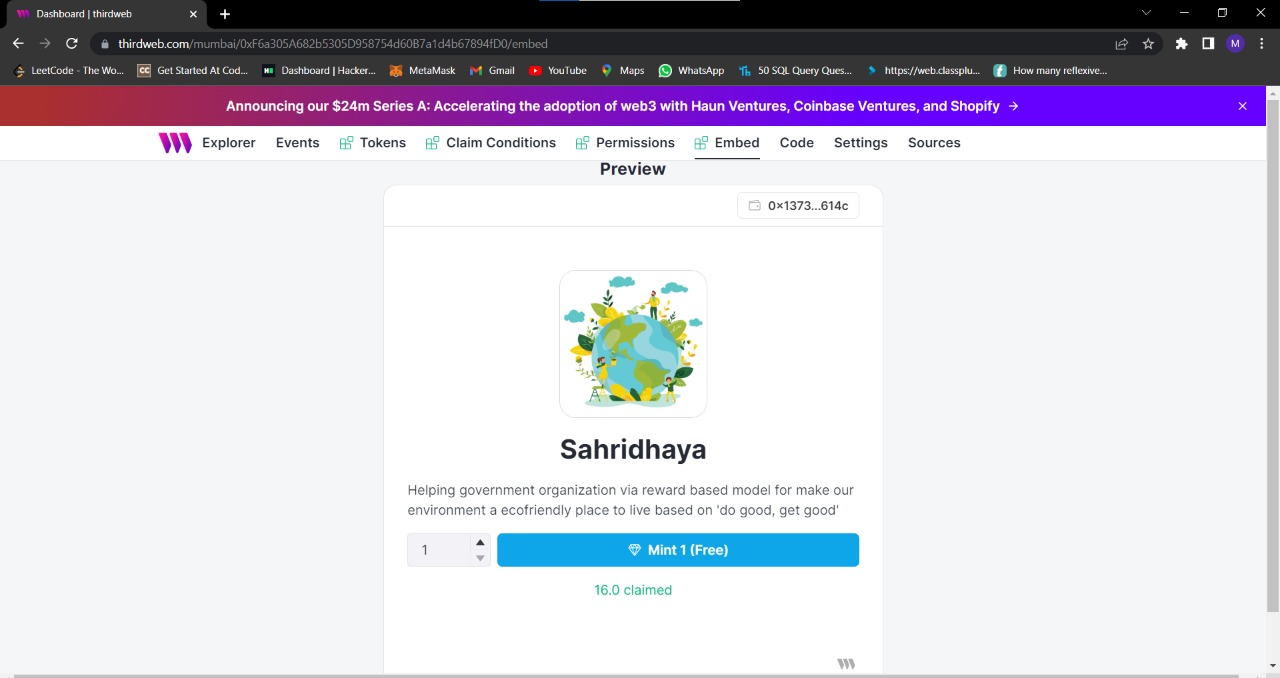 Dashboard | thirdweb
thirdweb.com/mumbai/0xF6a305A682b5305D958754d60B7a1d4b67894fD0/embed
M
LeetCode - The Wo...
CC Get Started At Cod...
Dashboard | Hacker...
MetaMask
Gmail
YouTube
Maps
WhatsApp
50 SQL Query Ques...
https://web.classplu...
How many reflexive...
Announcing our $24m Series A: Accelerating the adoption of web3 with Haun Ventures, Coinbase Ventures, and Shopify →
Explorer Events Tokens Claim Conditions Permissions Embed Code Settings Sources
Preview
0×1373...614c
Sahridhaya
Helping government organization via reward based model for make our
environment a ecofriendly place to live based on 'do good, get good'
1
Mint 1 (Free)
16.0 claimed